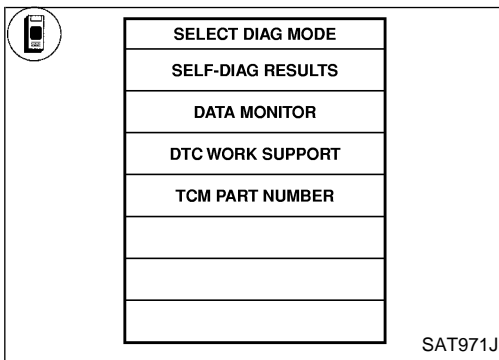 SELECT DIAG MODE
SELF-DIAG RESULTS
DATA MONITOR
DTC WORK SUPPORT
TCM PART NUMBER
SAT971J